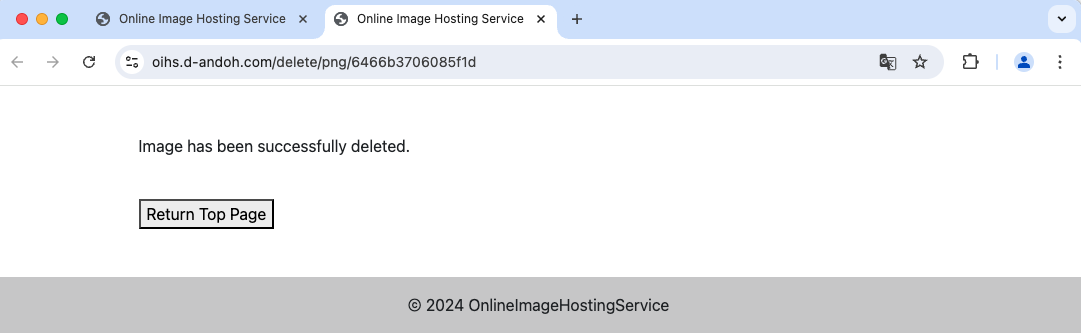 Online Image Hosting Service
Online Image Hosting Service
oihs.d-andoh.com/delete/png/6466b3706085f1d
Image has been successfully deleted.
Return Top Page
© 2024 OnlineImageHostingService